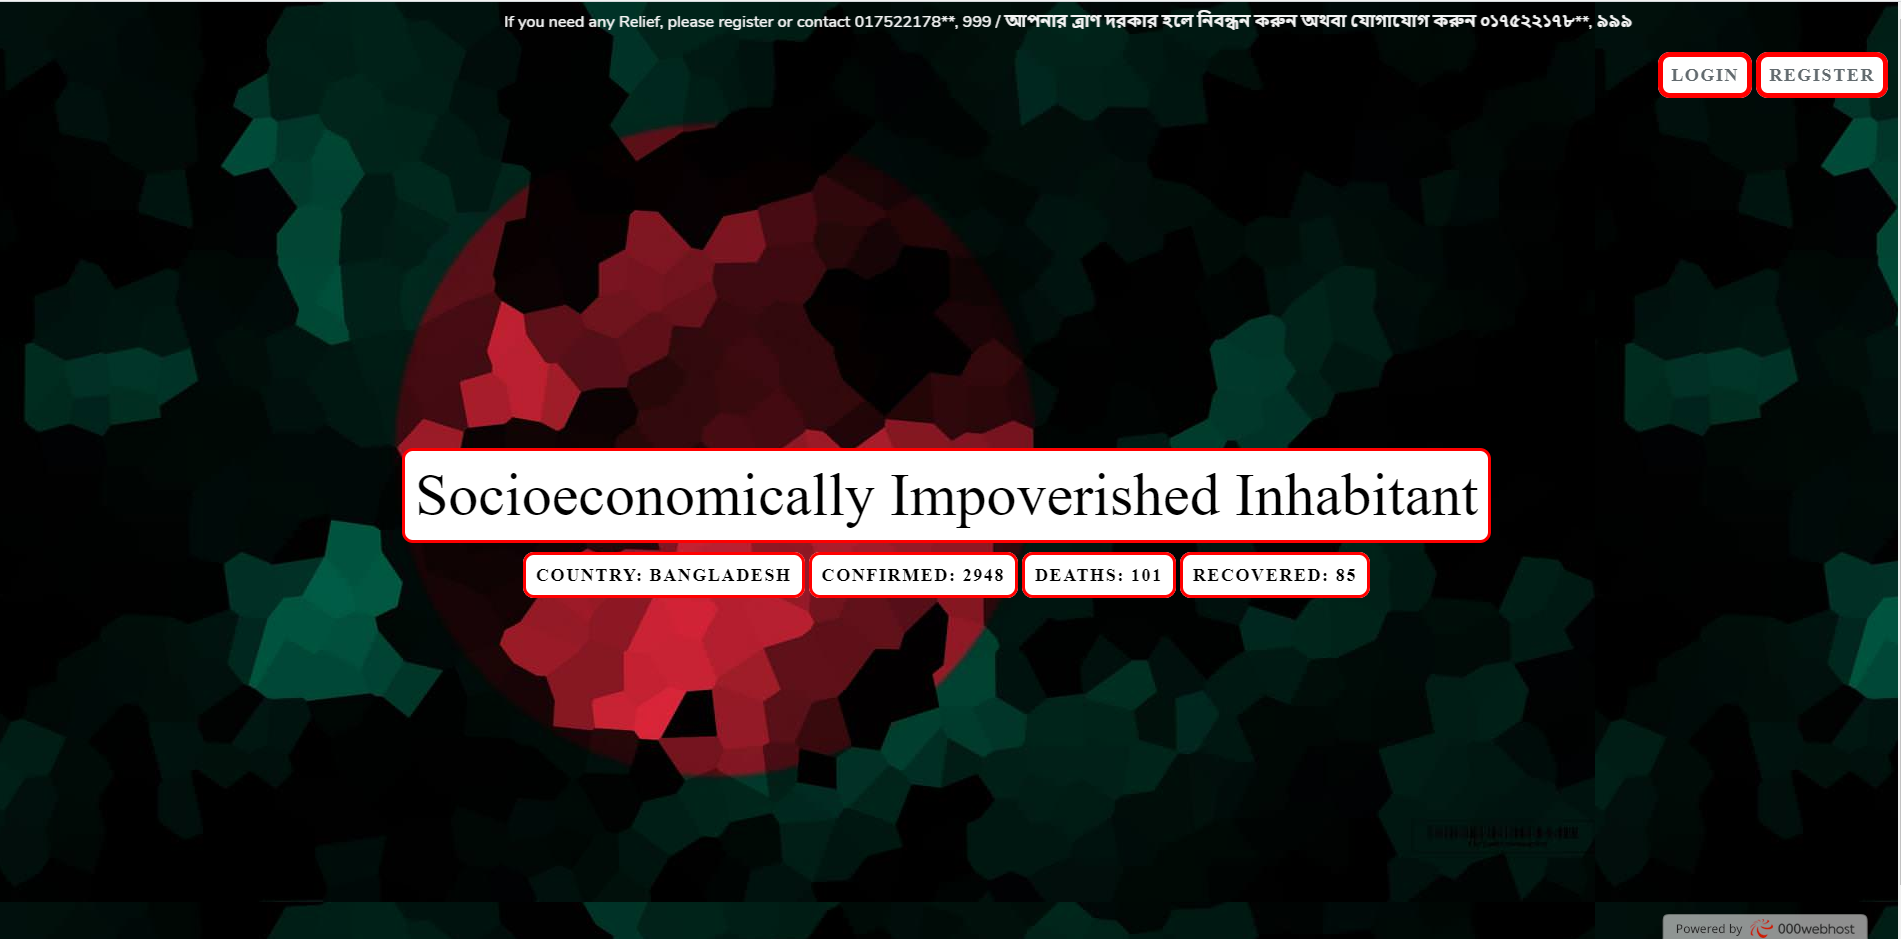 If you need any Relief, please register or contact 017522178**, 999 / আপনার ত্রাণ দরকার হলে নিবন্ধন করুন অথবা যোগাযোগ করুন ০১৭৫২২১৭৮**, ৯৯৯
LOGIN REGISTER
Socioeconomically Impoverished Inhabitant
COUNTRY: BANGLADESH CONFIRMED: 2948 DEATHS: 101 RECOVERED: 85
Powered by 000webhost